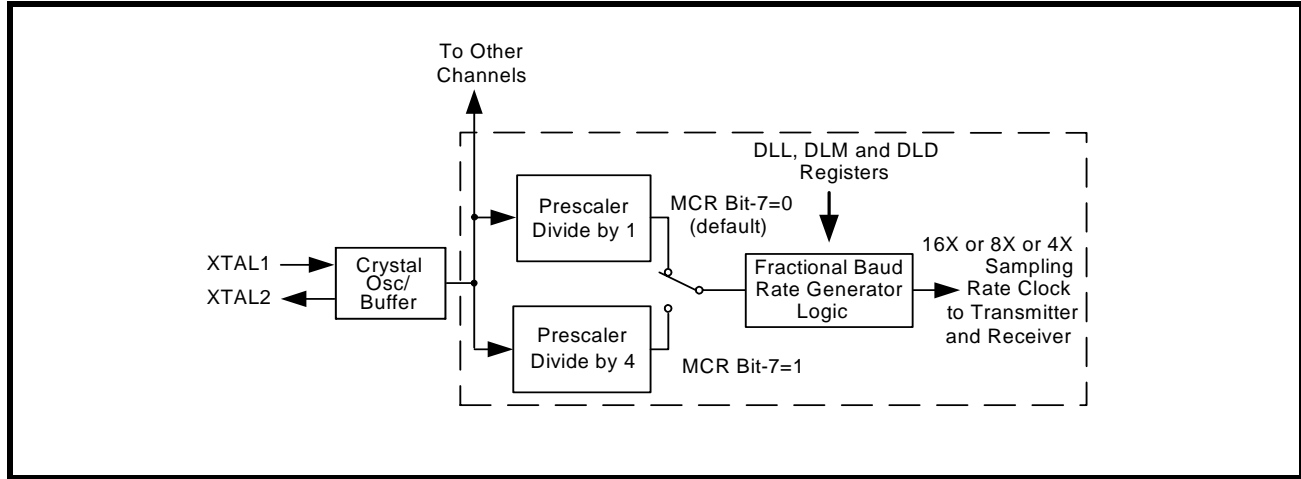 To Other
Channels
DLL, DLM and DLD
Registers
Prescaler
Divide by 1
MCR Bit-7=0
(default)
XTAL1
XTAL2
Crystal
Osc/
Buffer
Fractional Baud
Rate Generator
Logic
16X or 8X or 4X
Sampling
Rate Clock
to Transmitter
and Receiver
Prescaler
Divide by 4
MCR Bit-7=1